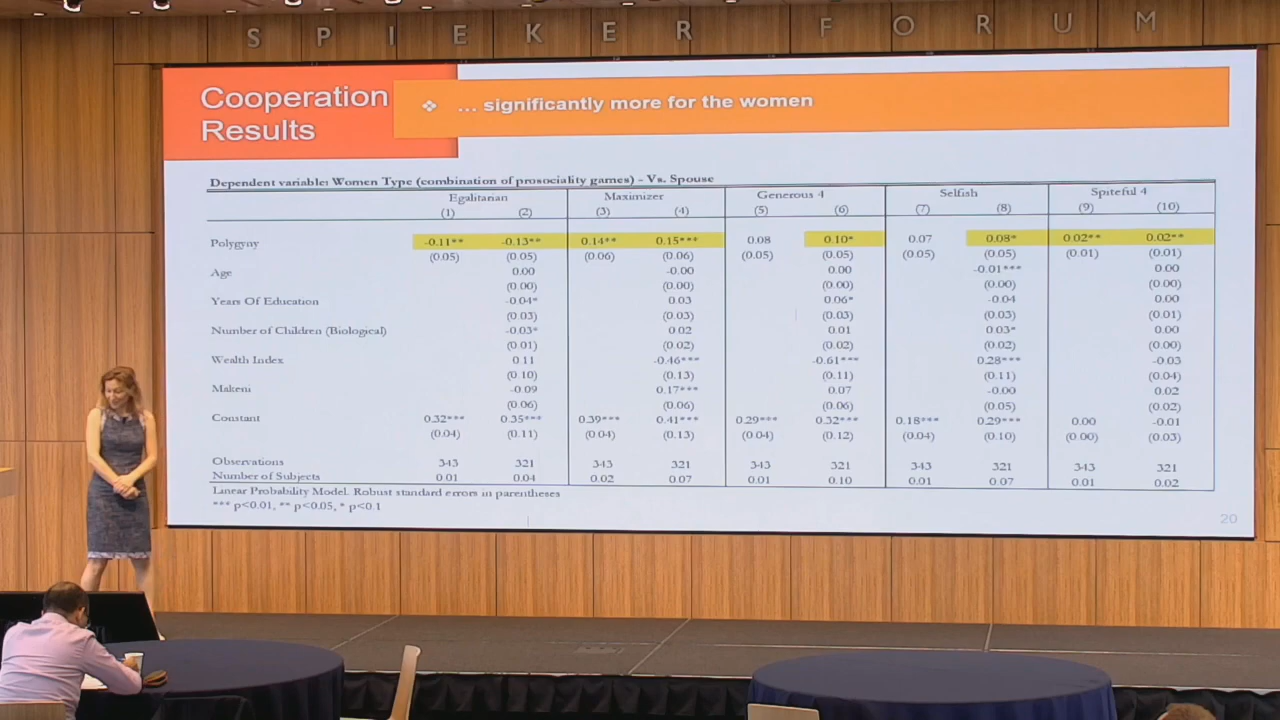 SPIEKER FORUM
Cooperation
Results
❖ ... significantly more for the women
Dependent variable: Women Type (combination of prosociality games) - Vs. Spouse
Egalitarian Maximizer Generous 4 Selfish Spiteful 4
(1) (2) (3) (4) (5) (6) (7) (8) (9) (10)
Polygyny -0.11** -0.13** 0.14** 0.15*** 0.08 0.10* 0.07 0.08* 0.02** 0.02**
(0.05) (0.05) (0.06) (0.06) (0.05) (0.05) (0.05) (0.05) (0.01) (0.01)
Age 0.00 -0.00 0.00 -0.01*** 0.00
(0.00) (0.00) (0.00) (0.00) (0.00)
Years Of Education -0.04* 0.03 0.06* -0.04 0.00
(0.03) (0.03) (0.03) (0.03) (0.01)
Number of Children (Biological) -0.03* 0.02 0.01 0.03* 0.00
(0.01) (0.02) (0.02) (0.02) (0.00)
Wealth Index 0.11 -0.46*** -0.61*** 0.28*** -0.03
(0.10) (0.13) (0.11) (0.11) (0.04)
Makeni -0.09 0.17*** 0.07 -0.00 0.02
(0.06) (0.06) (0.06) (0.05) (0.02)
Constant 0.32*** 0.35*** 0.39*** 0.41*** 0.29*** 0.32*** 0.18*** 0.29*** 0.00 -0.01
(0.04) (0.11) (0.04) (0.13) (0.04) (0.12) (0.04) (0.10) (0.00) (0.03)
Observations 343 321 343 321 343 321 343 321 343 321
Number of Subjects 0.01 0.04 0.02 0.07 0.01 0.10 0.01 0.07 0.01 0.02
Linear Probability Model. Robust standard errors in parentheses
*** p<0.01, ** p<0.05, * p<0.1
20